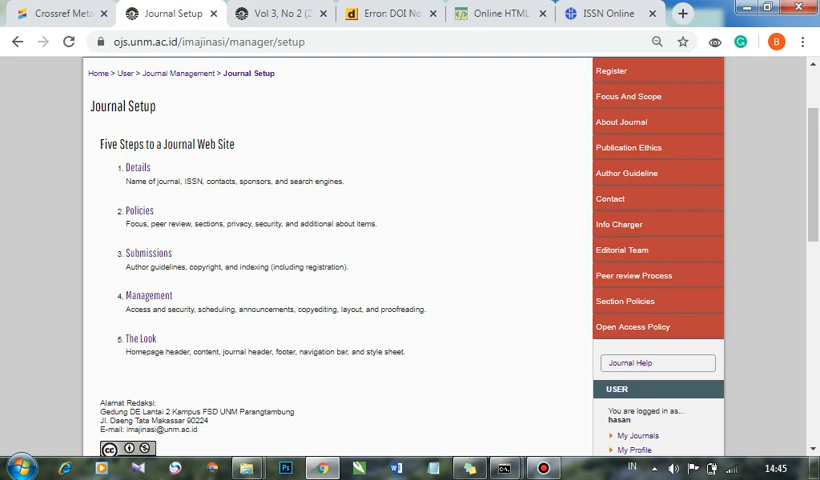 Crossref Meta
Journal Setup
Vol 3, No 2 (2
Error: DOI No
Online HTML
ISSN Online
ojs.unm.ac.id/imajinasi/manager/setup
B
Home > User > Journal Management > Journal Setup
Journal Setup
Five Steps to a Journal Web Site
1. Details
Name of journal, ISSN, contacts, sponsors, and search engines.
2. Policies
Focus, peer review, sections, privacy, security, and additional about items.
3. Submissions
Author guidelines, copyright, and indexing (including registration).
4. Management
Access and security, scheduling, announcements, copyediting, layout, and proofreading.
5. The Look
Homepage header, content, journal header, footer, navigation bar, and style sheet.
Alamat Redaksi:
Gedung DE Lantai 2 Kampus FSD UNM Parangtambung
Jl. Daeng Tata Makassar 90224
E-mail: imajinasi@unm.ac.id
Register
Focus And Scope
About Journal
Publication Ethics
Author Guideline
Contact
Info Charger
Editorial Team
Peer review Process
Section Policies
Open Access Policy
Journal Help
USER
You are logged in as...
hasan
My Journals
My Profile
IN
14:45